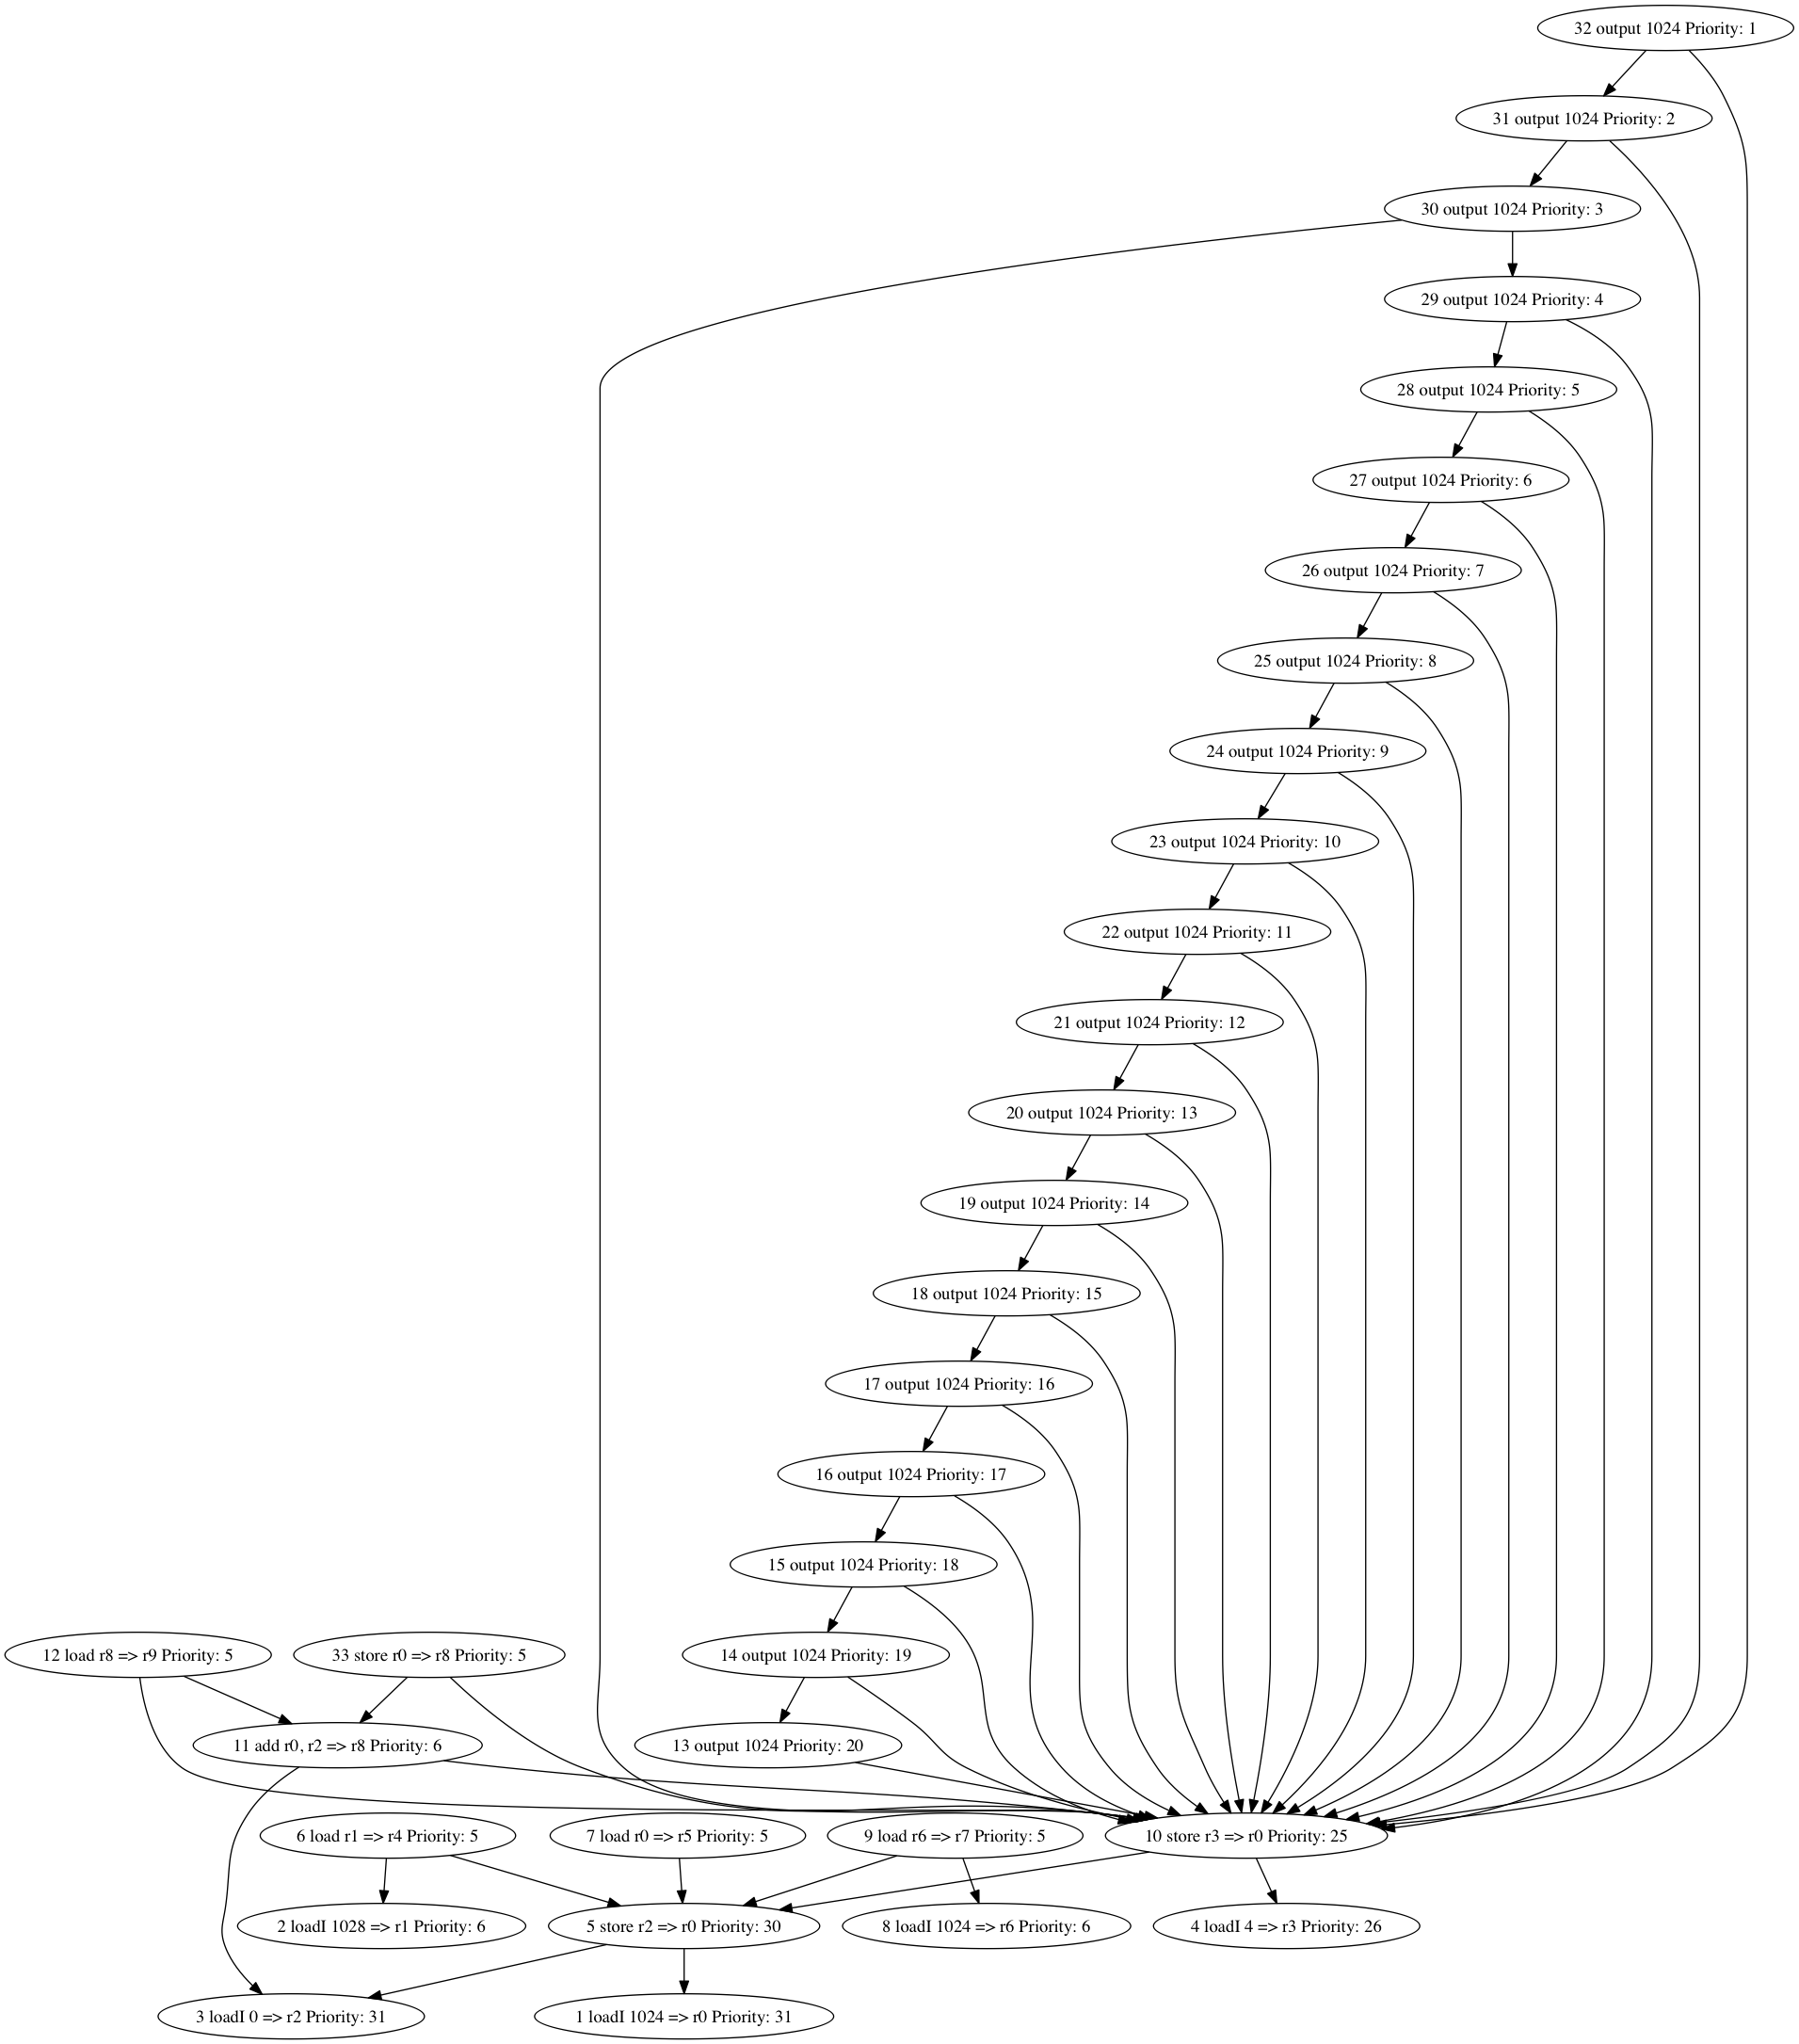 32 output 1024 Priority: 1
31 output 1024 Priority: 2
30 output 1024 Priority: 3
29 output 1024 Priority: 4
28 output 1024 Priority: 5
27 output 1024 Priority: 6
26 output 1024 Priority: 7
25 output 1024 Priority: 8
24 output 1024 Priority: 9
23 output 1024 Priority: 10
22 output 1024 Priority: 11
21 output 1024 Priority: 12
20 output 1024 Priority: 13
19 output 1024 Priority: 14
18 output 1024 Priority: 15
17 output 1024 Priority: 16
16 output 1024 Priority: 17
15 output 1024 Priority: 18
12 load r8 => r9 Priority: 5
33 store r0 => r8 Priority: 5
14 output 1024 Priority: 19
11 add r0, r2 => r8 Priority: 6
13 output 1024 Priority: 20
6 load r1 => r4 Priority: 5
7 load r0 => r5 Priority: 5
9 load r6 => r7 Priority: 5
10 store r3 => r0 Priority: 25
2 loadI 1028 => r1 Priority: 6
5 store r2 => r0 Priority: 30
8 loadI 1024 => r6 Priority: 6
4 loadI 4 => r3 Priority: 26
3 loadI 0 => r2 Priority: 31
1 loadI 1024 => r0 Priority: 31